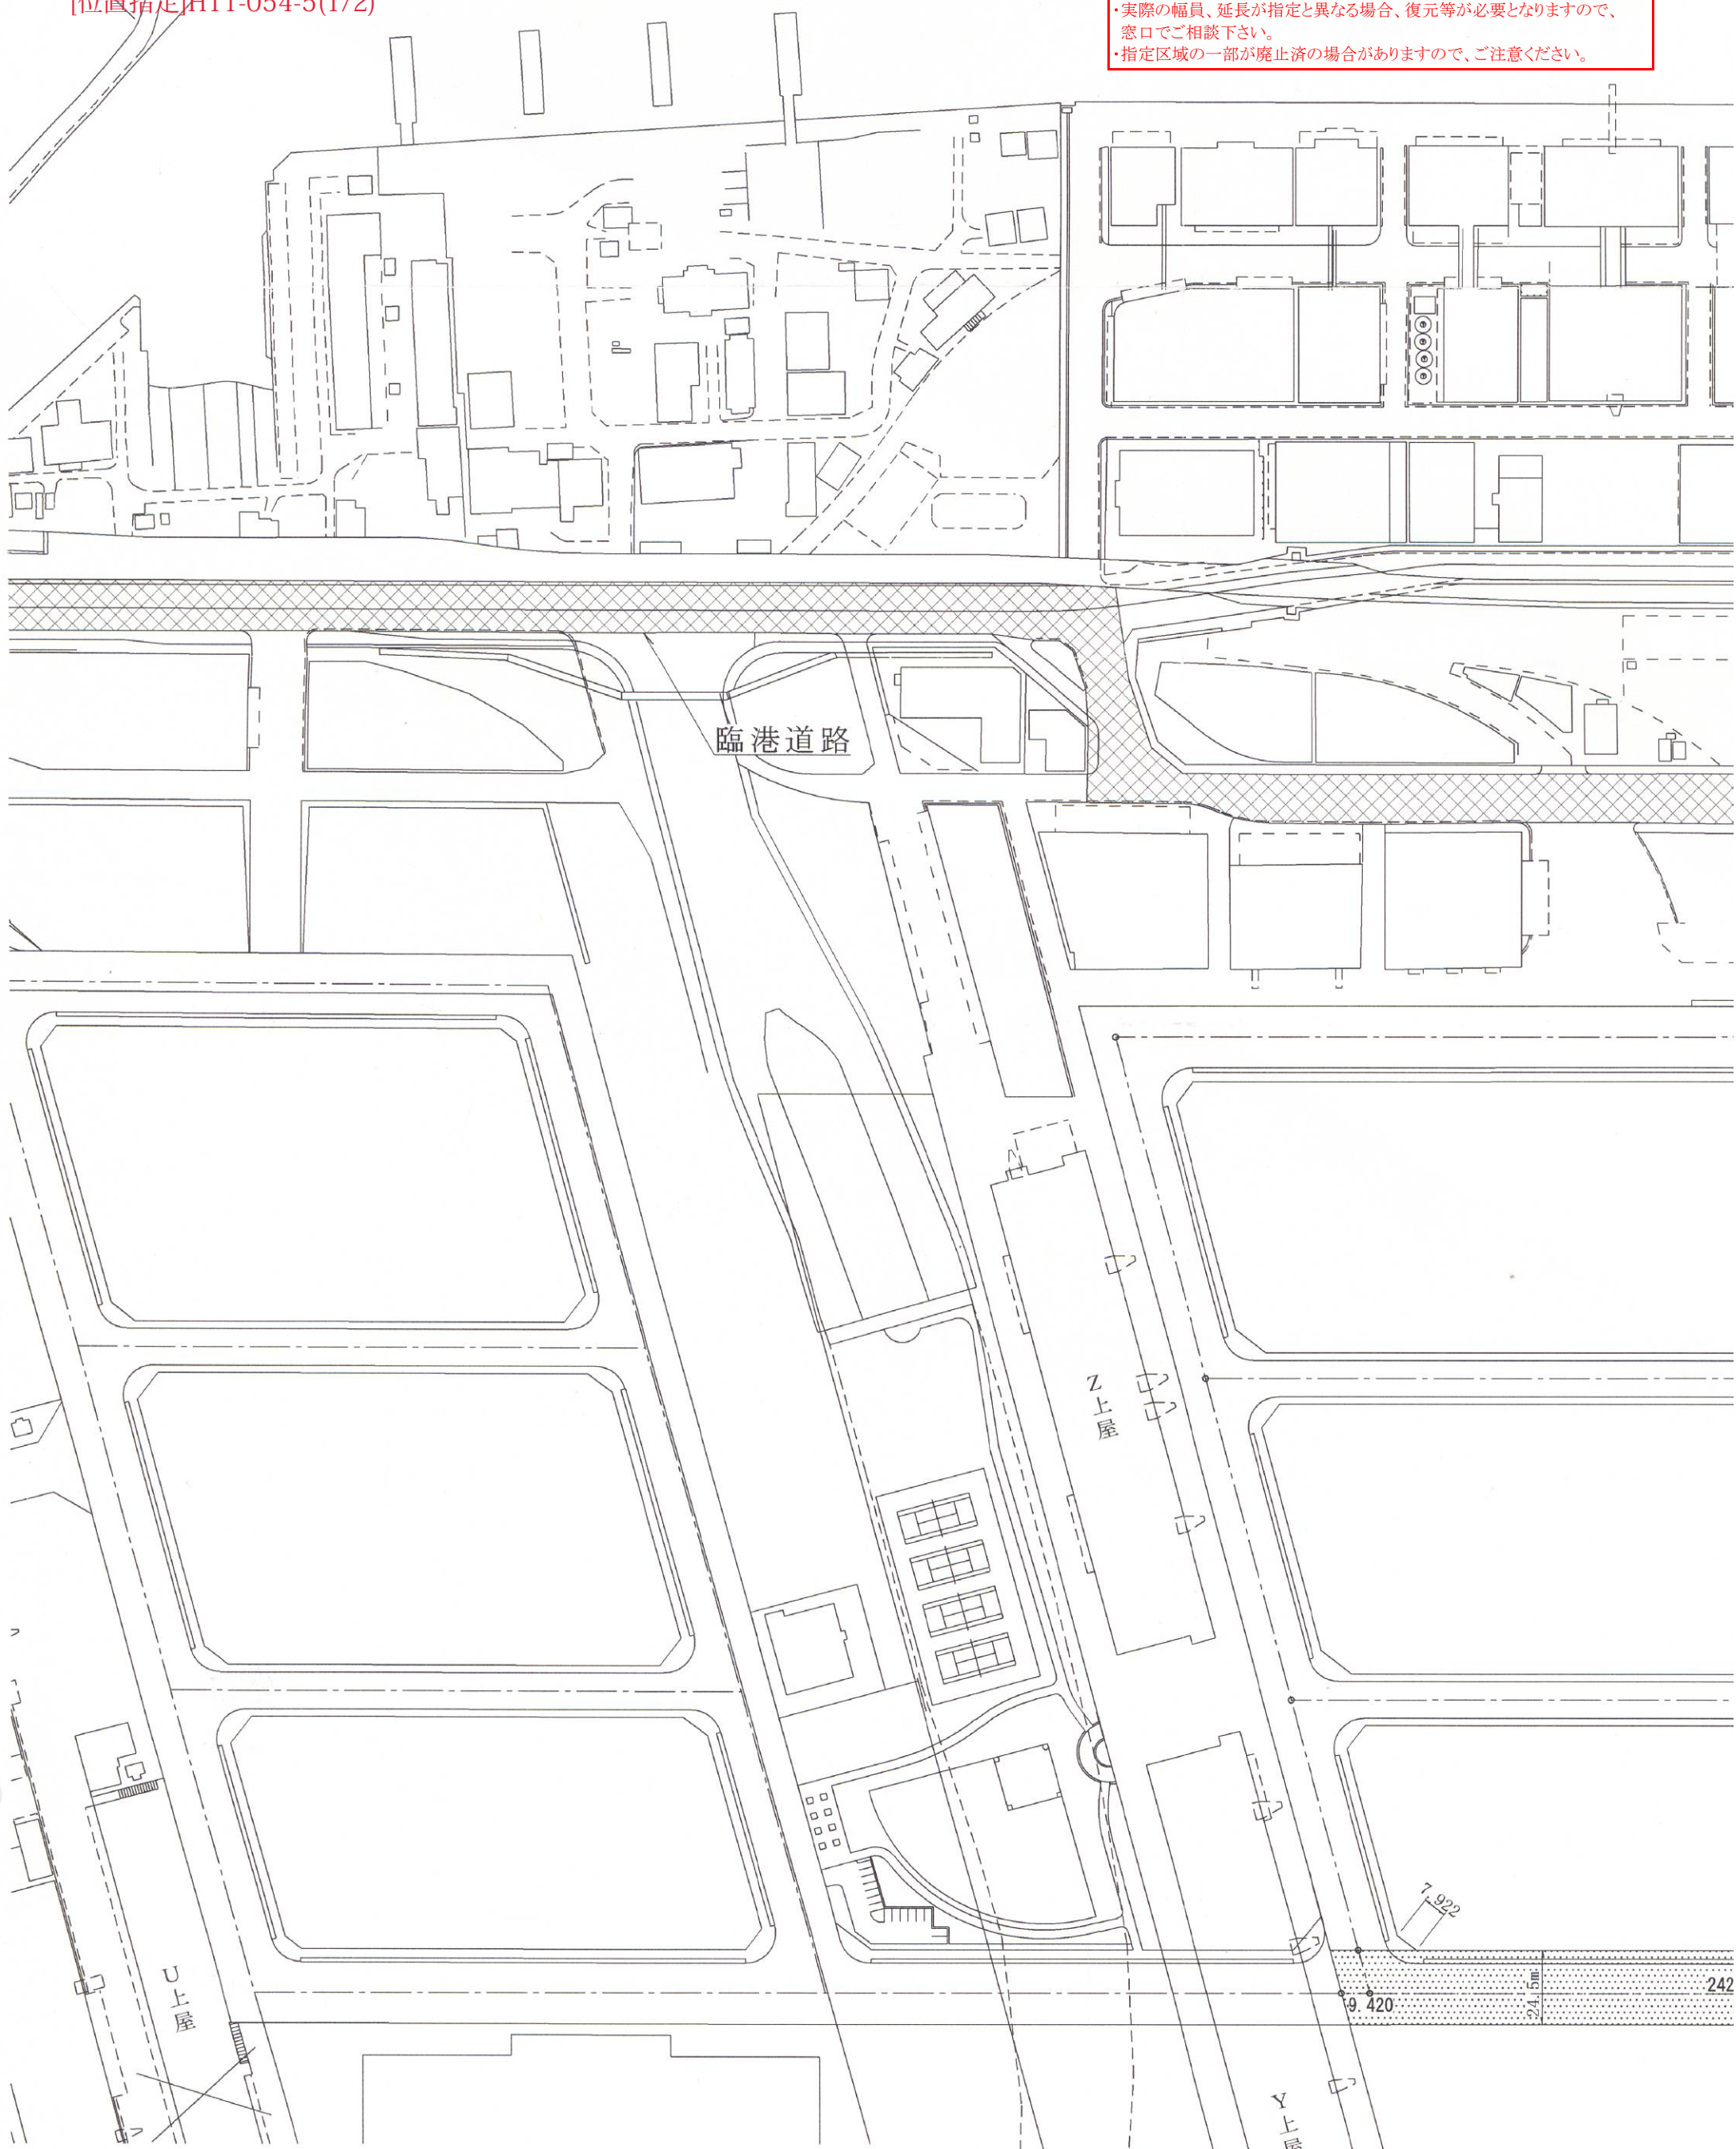 [位置指定]H11-054-5(1/2)
・実際の幅員、延長が指定と異なる場合、復元等が必要となりますので、
窓口でご相談下さい。
・指定区域の一部が廃止済の場合がありますので、ご注意ください。
臨港道路
Z上屋
7.922
U上屋
24.5m
242
9.420
Y上屋